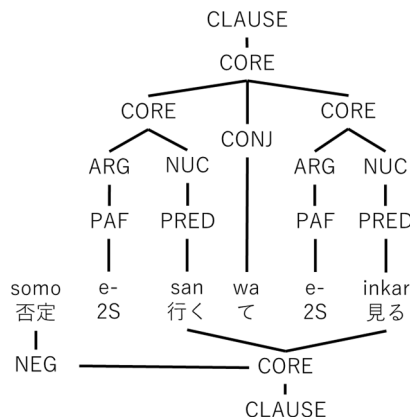 CLAUSE
CORE
CORE CONJ CORE
ARG NUC ARG NUC
PAF PRED PAF PRED
somo e- san wa e- inkar
否定 2S 行く て 2S 見る
NEG CORE
CLAUSE